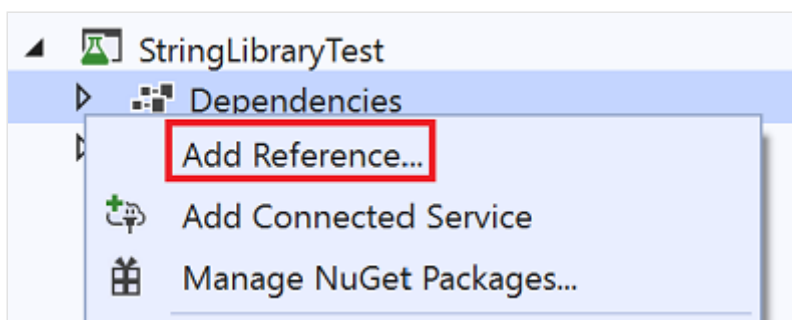 StringLibraryTest
Dependencies
Add Reference...
Add Connected Service
Manage NuGet Packages...